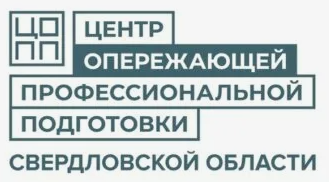 ЦО
ПП
ЦЕНТР
ОПЕРЕЖАЮЩЕЙ
ПРОФЕССИОНАЛЬНОЙ
ПОДГОТОВКИ
СВЕРДЛОВСКОЙ ОБЛАСТИ